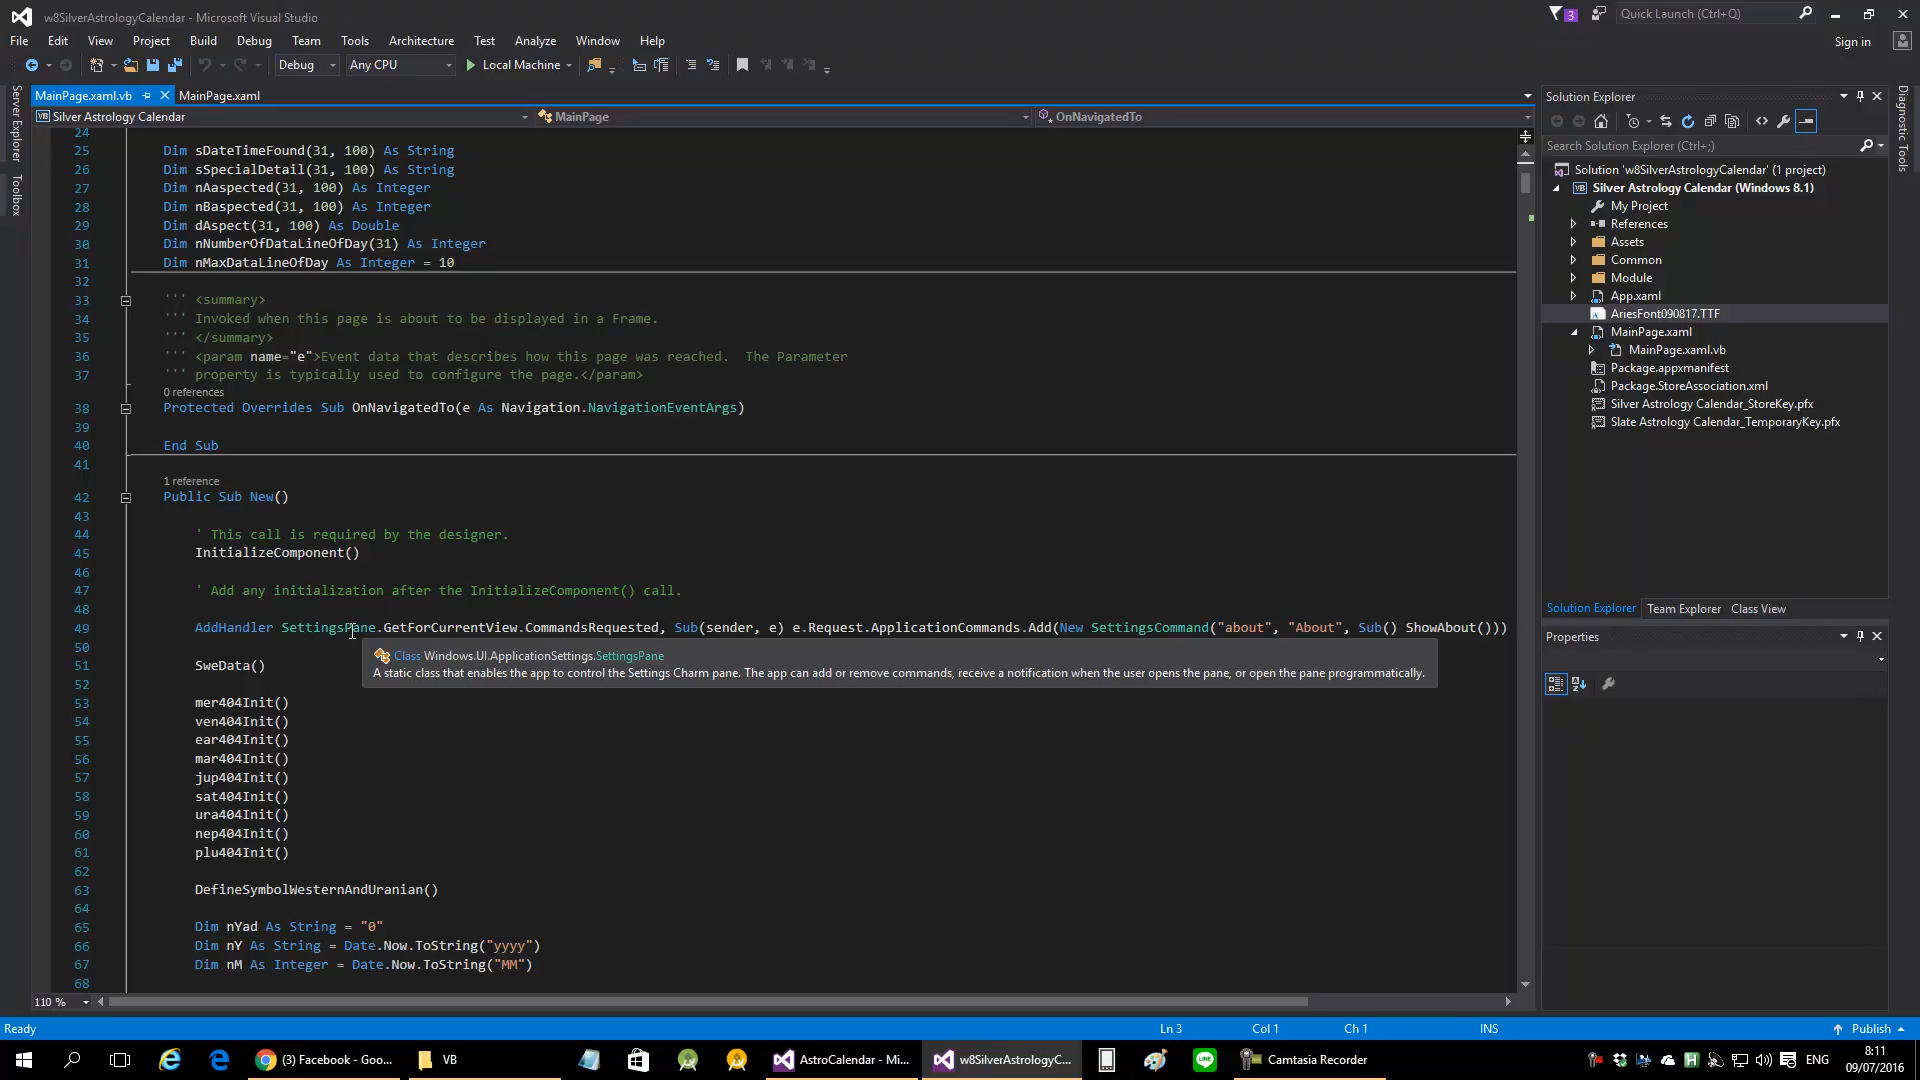 w8SilverAstrologyCalendar - Microsoft Visual Studio
3
Quick Launch (Ctrl+Q)
File Edit View Project Build Debug Team Tools Architecture Test Analyze Window Help
Sign in
Debug Any CPU Local Machine
MainPage.xaml.vb MainPage.xaml
Silver Astrology Calendar MainPage OnNavigatedTo
Server Explorer
Toolbox
24
25 Dim sDateTimeFound(31, 100) As String
26 Dim sSpecialDetail(31, 100) As String
27 Dim nAaspected(31, 100) As Integer
28 Dim nBaspected(31, 100) As Integer
29 Dim dAspect(31, 100) As Double
30 Dim nNumberOfDataLineOfDay(31) As Integer
31 Dim nMaxDataLineOfDay As Integer = 10
32
33 ''' <summary>
34 ''' Invoked when this page is about to be displayed in a Frame.
35 ''' </summary>
36 ''' <param name="e">Event data that describes how this page was reached.  The Parameter
37 ''' property is typically used to configure the page.</param>
0 references
38 Protected Overrides Sub OnNavigatedTo(e As Navigation.NavigationEventArgs)
39
40 End Sub
41
1 reference
42 Public Sub New()
43
44 ' This call is required by the designer.
45 InitializeComponent()
46
47 ' Add any initialization after the InitializeComponent() call.
48
49 AddHandler SettingsPane.GetForCurrentView.CommandsRequested, Sub(sender, e) e.Request.ApplicationCommands.Add(New SettingsCommand("about", "About", Sub() ShowAbout()))
50
Class Windows.UI.ApplicationSettings.SettingsPane
A static class that enables the app to control the Settings Charm pane. The app can add or remove commands, receive a notification when the user opens the pane, or open the pane programmatically.
51 SweData()
52
53 mer404Init()
54 ven404Init()
55 ear404Init()
56 mar404Init()
57 jup404Init()
58 sat404Init()
59 ura404Init()
60 nep404Init()
61 plu404Init()
62
63 DefineSymbolWesternAndUranian()
64
65 Dim nYad As String = "0"
66 Dim nY As String = Date.Now.ToString("yyyy")
67 Dim nM As Integer = Date.Now.ToString("MM")
68
110 %
Solution Explorer
Search Solution Explorer (Ctrl+;)
Solution 'w8SilverAstrologyCalendar' (1 project)
Silver Astrology Calendar (Windows 8.1)
My Project
References
Assets
Common
Module
App.xaml
AriesFont090817.TTF
MainPage.xaml
MainPage.xaml.vb
Package.appxmanifest
Package.StoreAssociation.xml
Silver Astrology Calendar_StoreKey.pfx
Slate Astrology Calendar_TemporaryKey.pfx
Solution Explorer Team Explorer Class View
Properties
Diagnostic Tools
Ready Ln 3 Col 1 Ch 1 INS Publish
(3) Facebook - Goo... VB AstroCalendar - Mi... w8SilverAstrologyC... LINE Camtasia Recorder ENG 8:11
09/07/2016